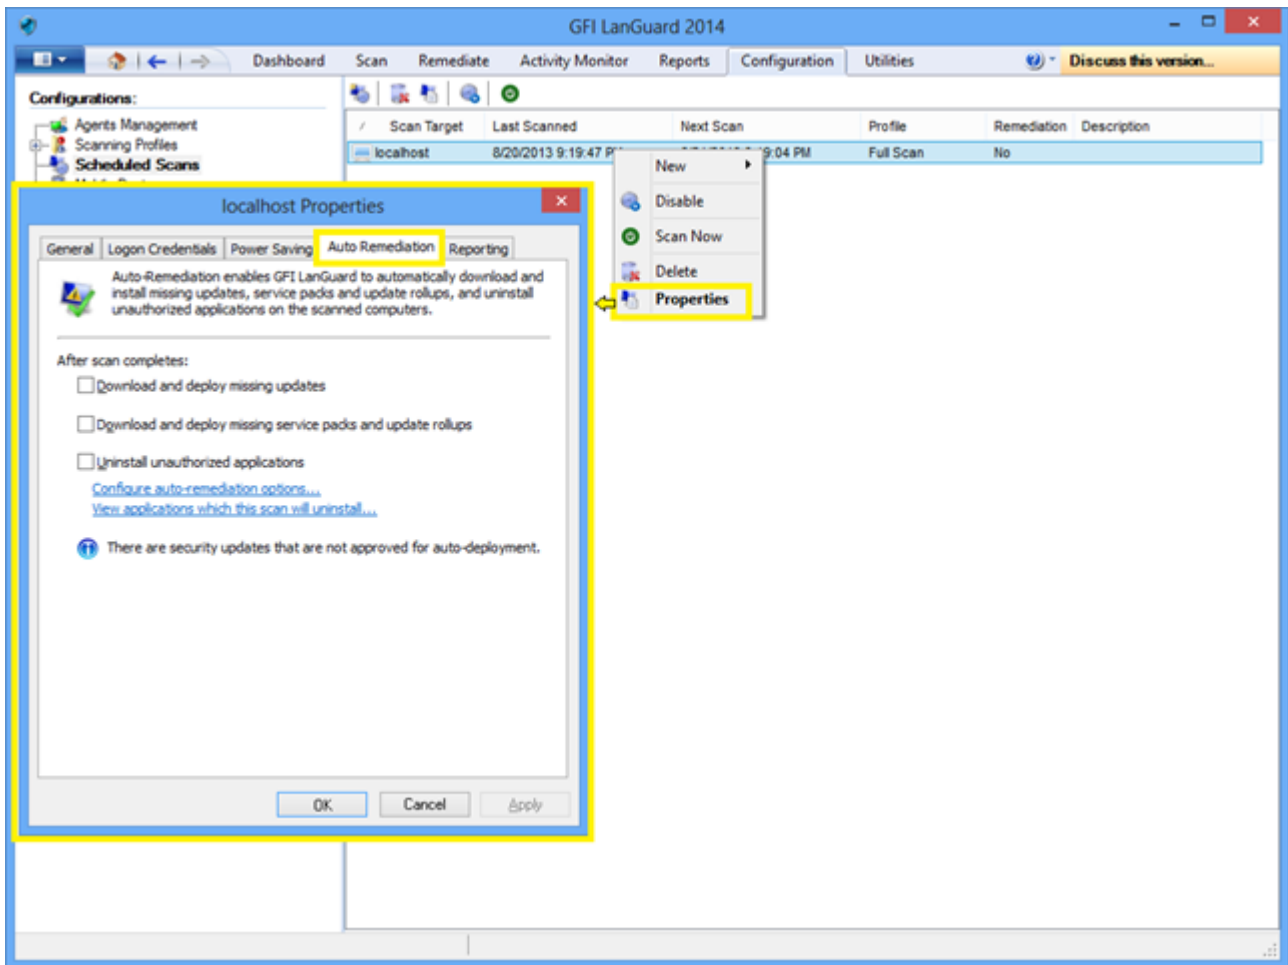 GFI LanGuard 2014
Dashboard Scan Remediate Activity Monitor Reports Configuration Utilities Discuss this version...
Configurations:
Agents Management
Scanning Profiles
Scheduled Scans
/ Scan Target Last Scanned Next Scan Profile Remediation Description
localhost 8/20/2013 9:19:47 :04 PM Full Scan No
New
Disable
Scan Now
Delete
Properties
localhost Properties
General Logon Credentials Power Saving Auto Remediation Reporting
Auto-Remediation enables GFI LanGuard to automatically download and
install missing updates, service packs and update rollups, and uninstall
unauthorized applications on the scanned computers.
After scan completes:
Download and deploy missing updates
Download and deploy missing service packs and update rollups
Uninstall unauthorized applications
Configure auto-remediation options...
View applications which this scan will uninstall...
There are security updates that are not approved for auto-deployment.
OK Cancel Apply